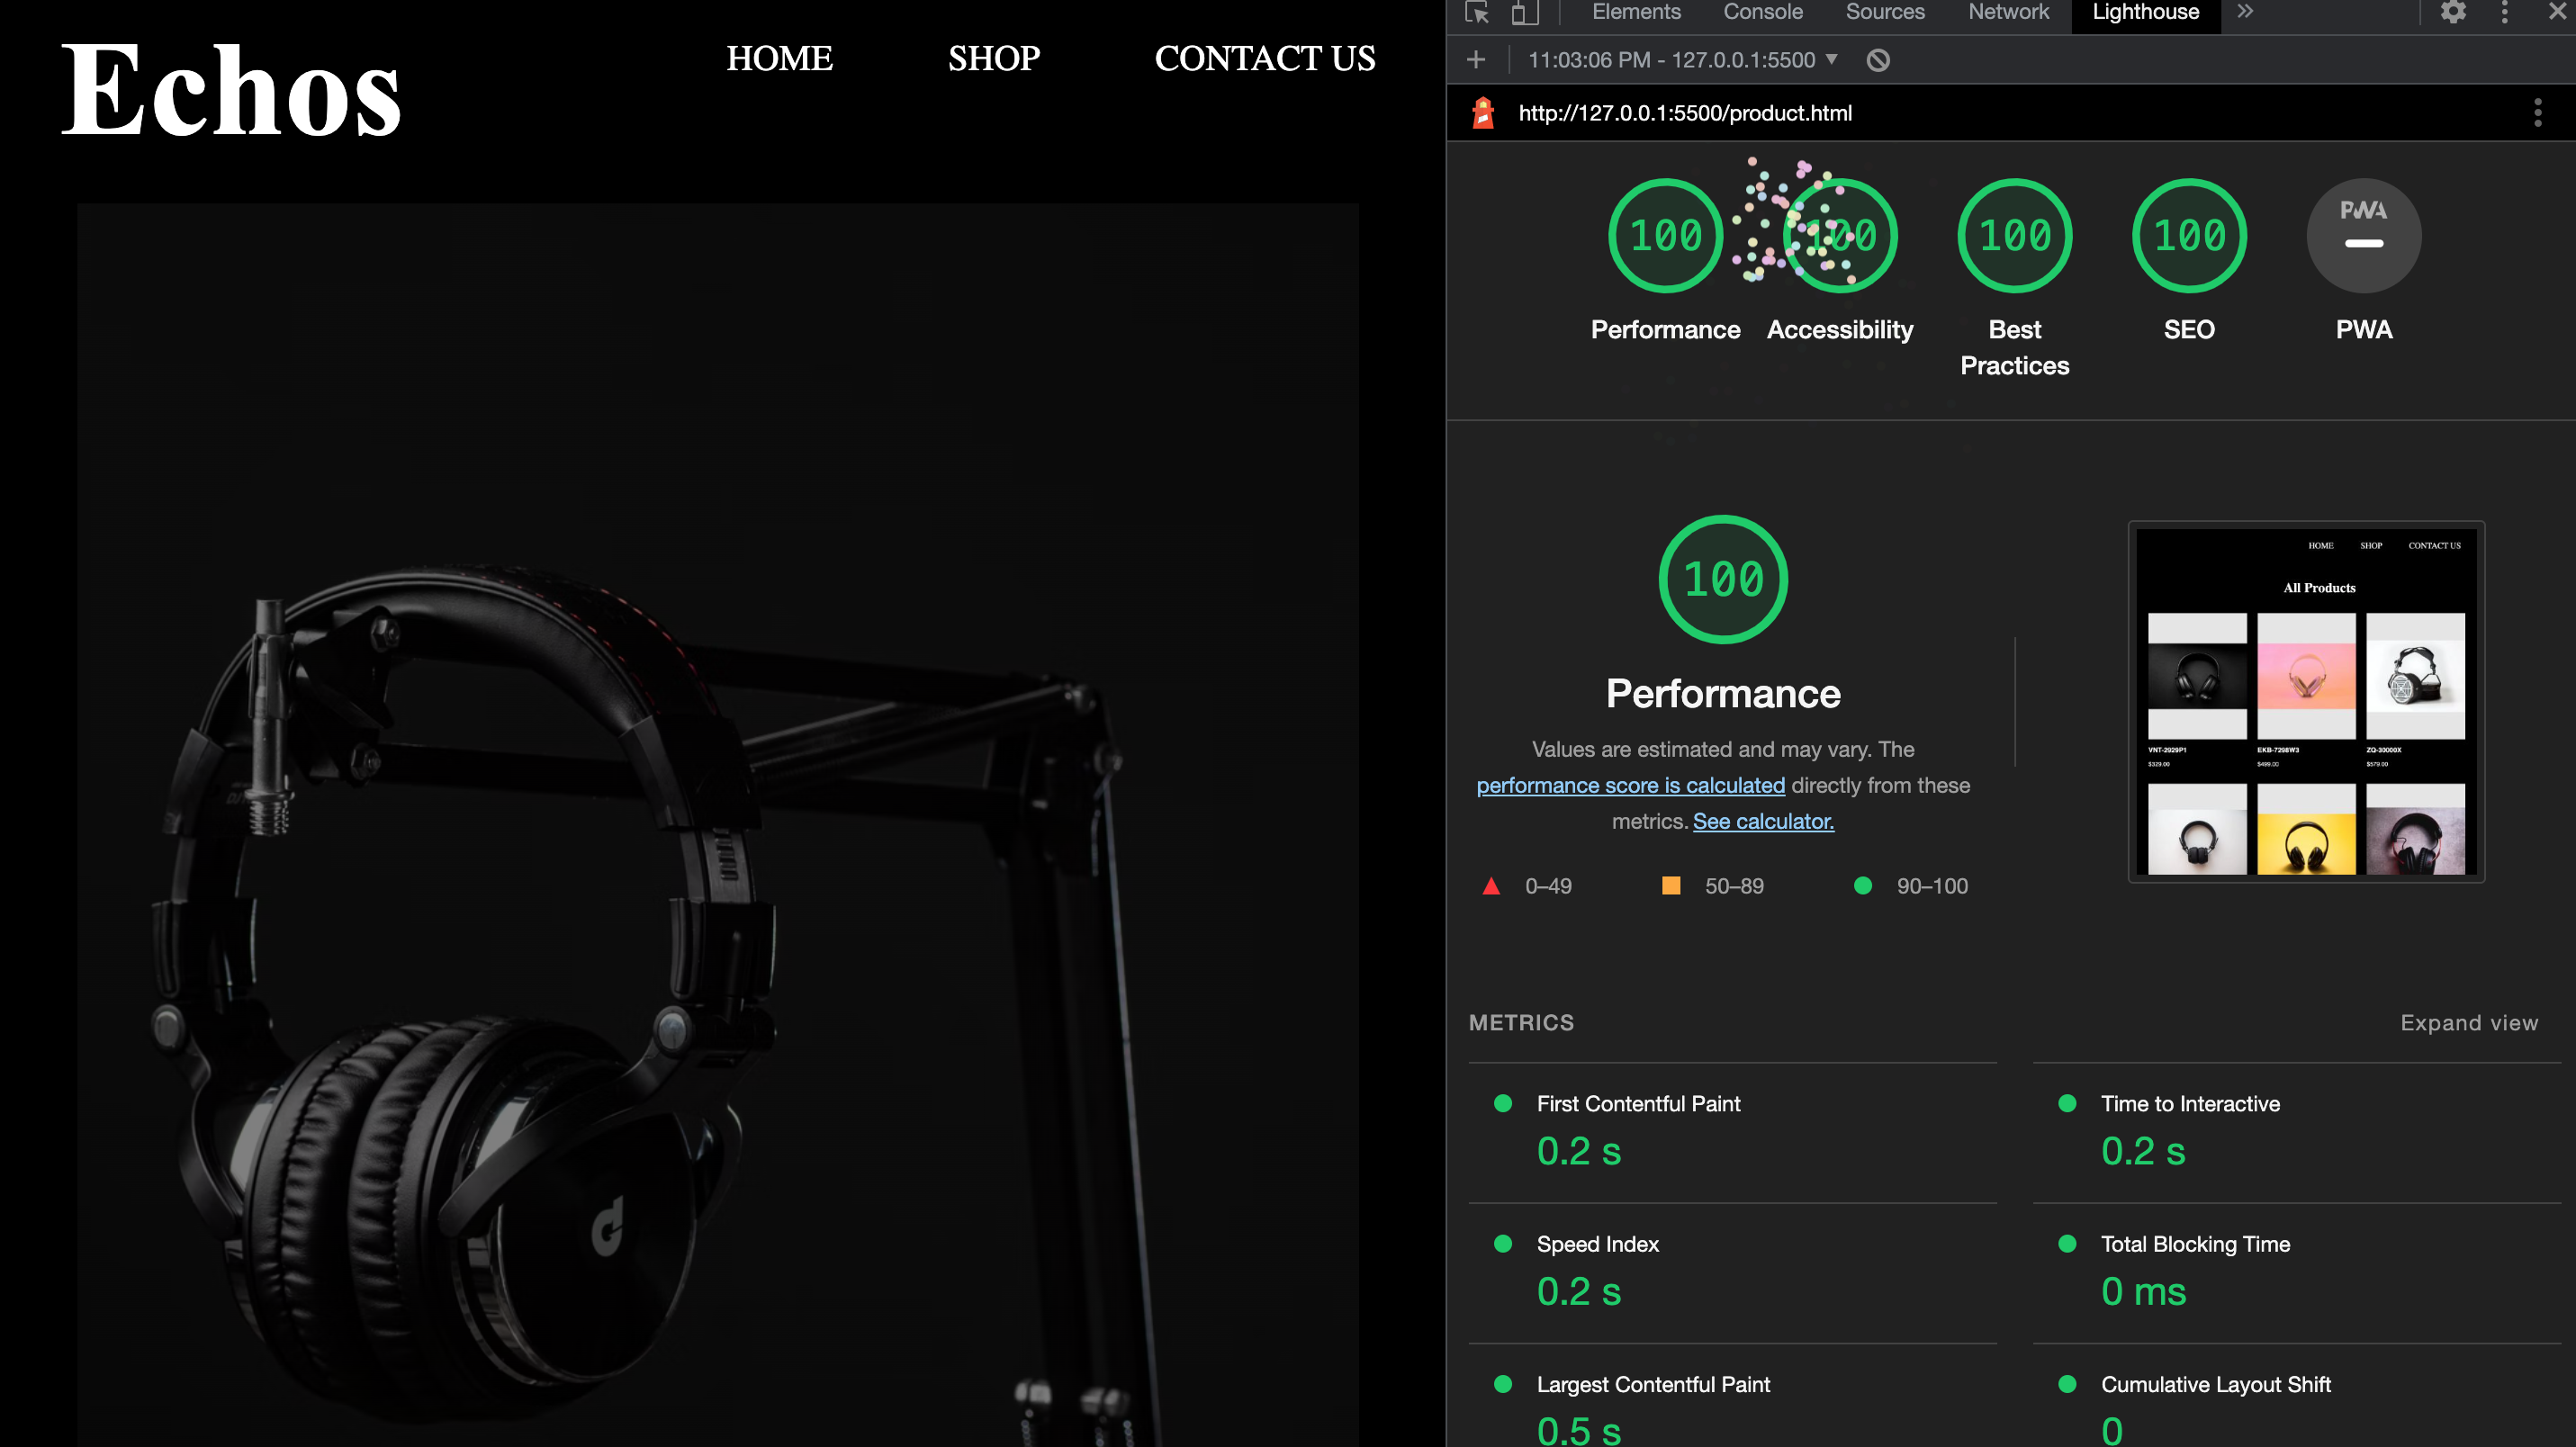 Echos
HOME SHOP CONTACT US
Elements Console Sources Network Lighthouse
11:03:06 PM - 127.0.0.1:5500
http://127.0.0.1:5500/product.html
100 100 100 100 PWA
Performance Accessibility Best Practices SEO PWA
100
Performance
Values are estimated and may vary. The
performance score is calculated directly from these
metrics. See calculator.
0–49 50–89 90–100
HOME SHOP CONTACT US
All Products
VNT-2929P1 EKB-7298W3 ZQ-30000X
$329.00 $499.00 $579.00
METRICS Expand view
First Contentful Paint
0.2 s
Time to Interactive
0.2 s
Speed Index
0.2 s
Total Blocking Time
0 ms
Largest Contentful Paint
0.5 s
Cumulative Layout Shift
0